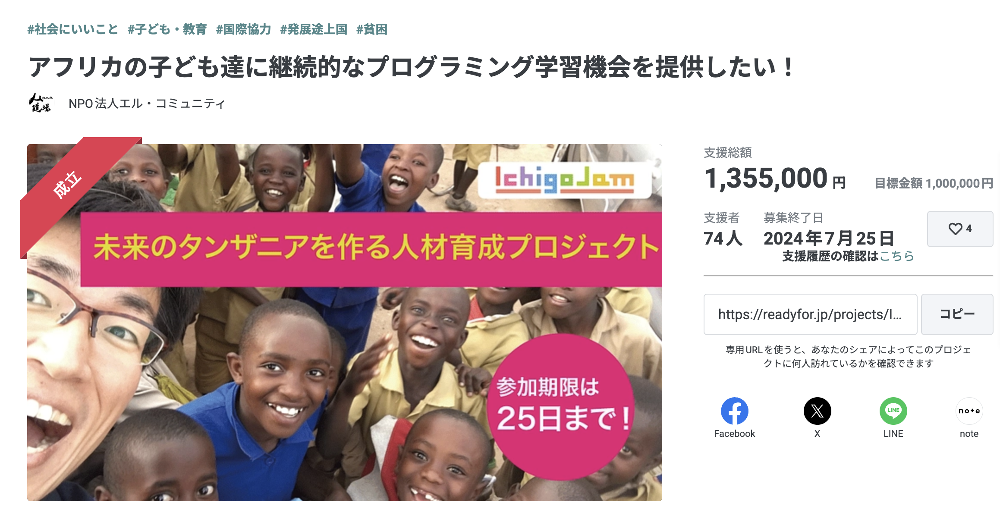 #社会にいいこと #子ども・教育 #国際協力 #発展途上国 #貧困
アフリカの子ども達に継続的なプログラミング学習機会を提供したい！
Hana
道場
NPO法人エル・コミュニティ
成立
IchigoJam
未来のタンザニアを作る人材育成プロジェクト
参加期限は
25日まで！
支援総額
1,355,000円
目標金額 1,000,000円
支援者
74人
募集終了日
2024年7月25日
4
支援履歴の確認はこちら
https://readyfor.jp/projects/I...
コピー
専用URLを使うと、あなたのシェアによってこのプロジェ
クトに何人訪れているかを確認できます
LINE
note
Facebook
X
LINE
note